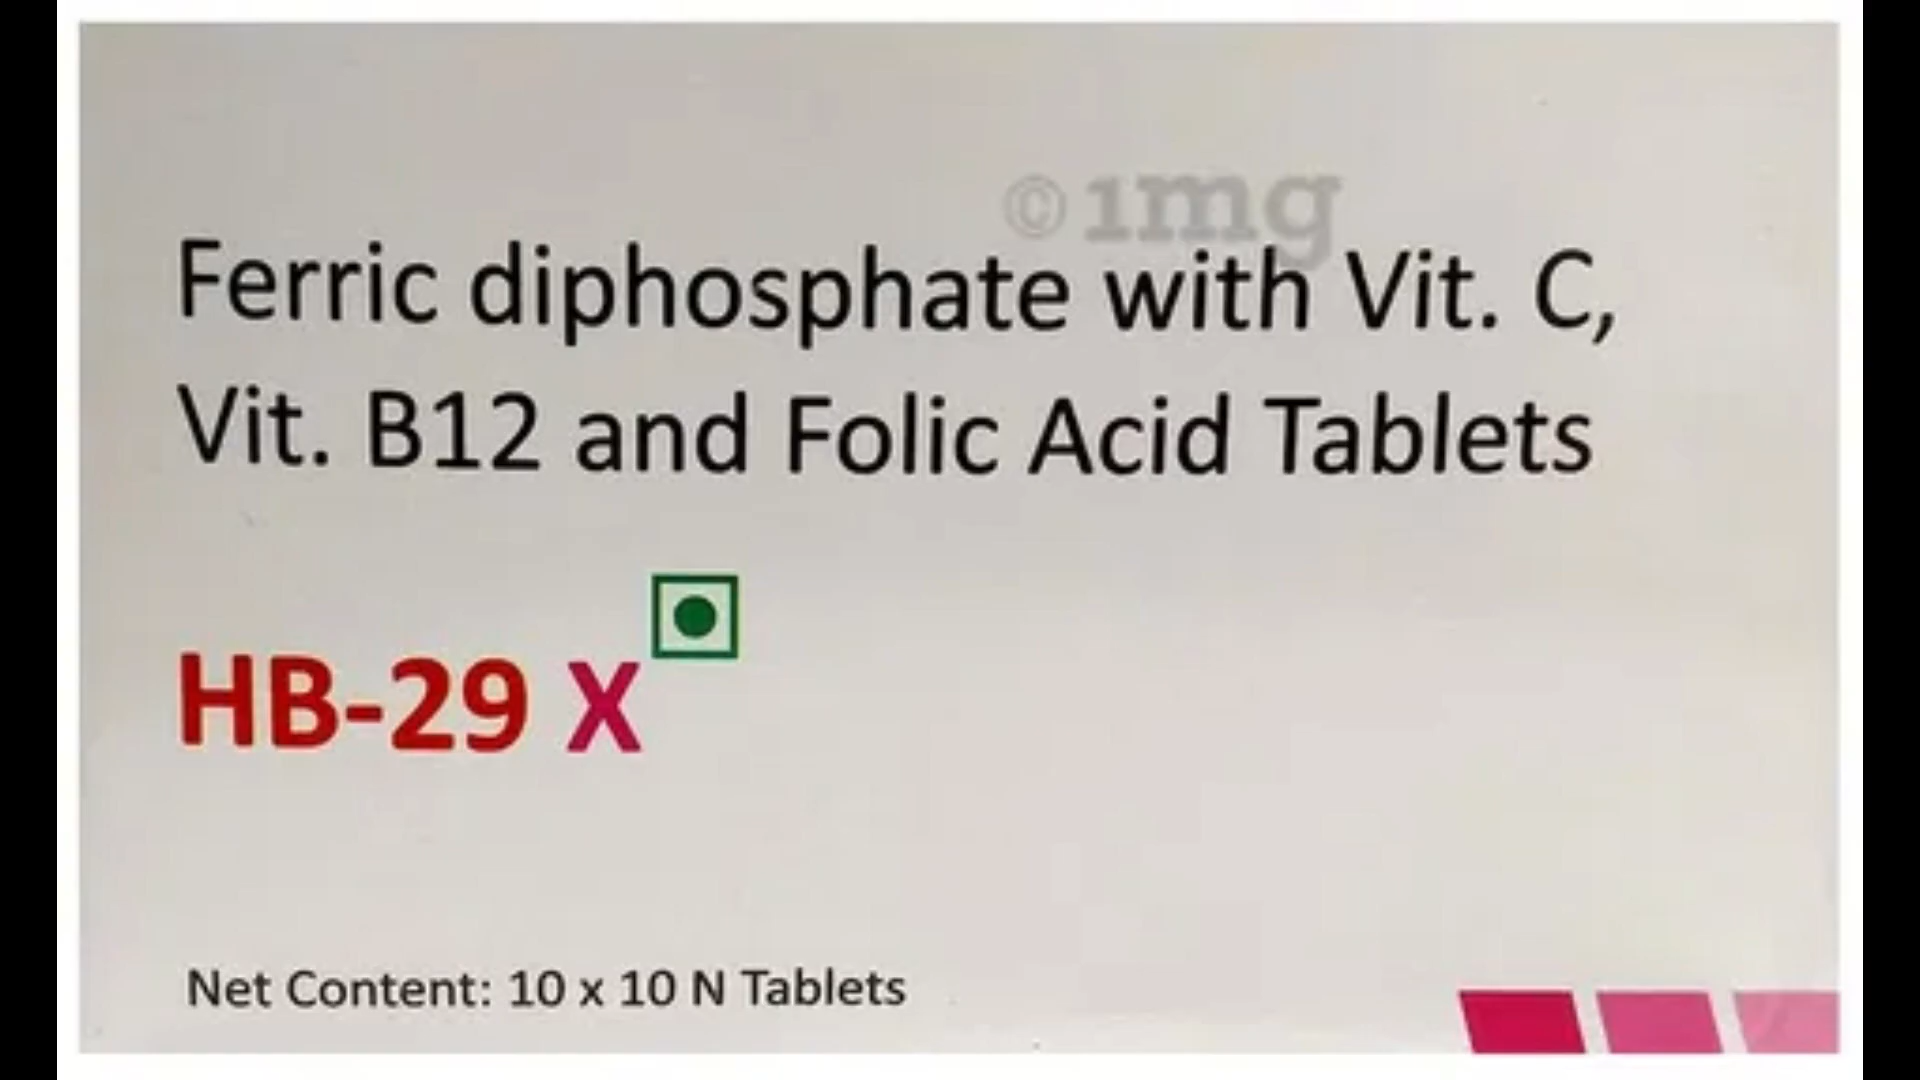 ©1mg
Ferric diphosphate with Vit. C,
Vit. B12 and Folic Acid Tablets
HB-29 X
Net Content: 10 x 10 N Tablets